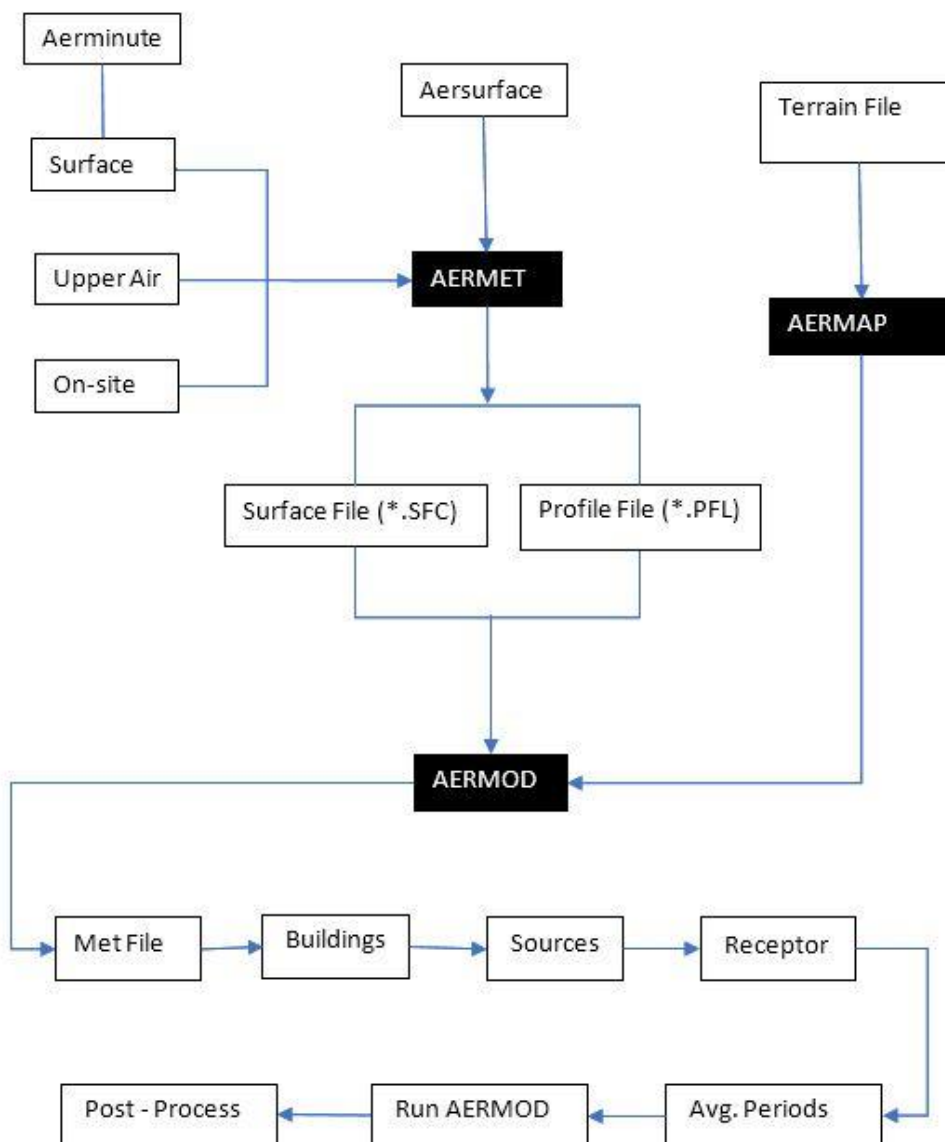 Aerminute
Aersurface
Terrain File
Surface
Upper Air
AERMET
AERMAP
On-site
Surface File (*.SFC)
Profile File (*.PFL)
AERMOD
Met File
Buildings
Sources
Receptor
Post - Process
Run AERMOD
Avg. Periods